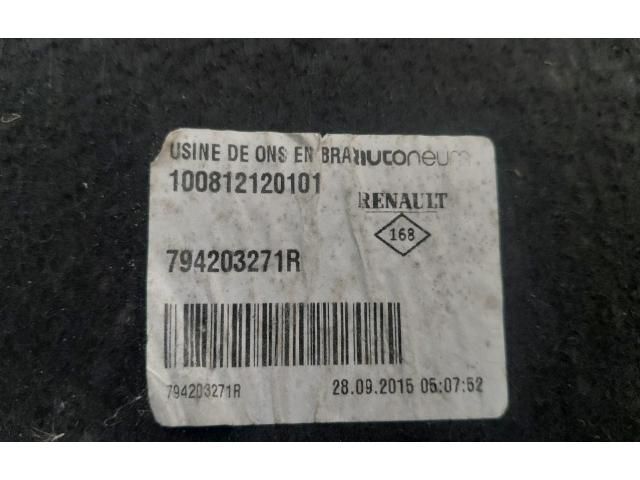 USINE DE ONS EN BRAY autoneum
100812120101
RENAULT
168
794203271R
794203271R 28.09.2015 05:07:52